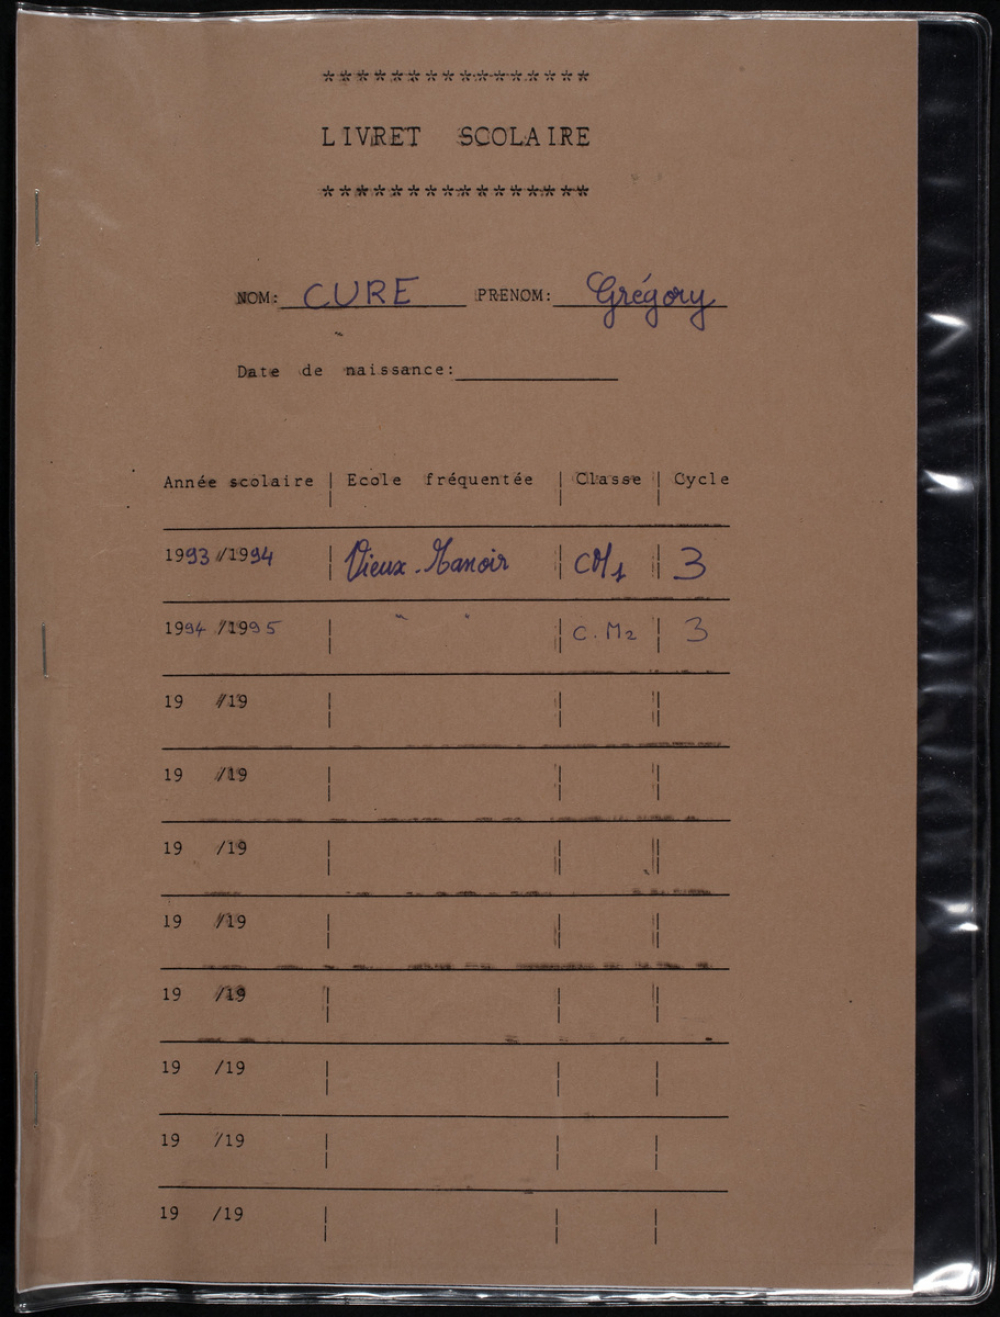 ****************
LIVRET SCOLAIRE
****************
NOM: CURE PRENOM: Grégory
Date de naissance:
Année scolaire | Ecole fréquentée | Classe | Cycle
1993 /1994 | Vieux-Manoir | CM1 | 3
1994 /1995 | " | C.M2 | 3
19 /19
19 /19
19 /19
19 /19
19 /19
19 /19
19 /19
19 /19